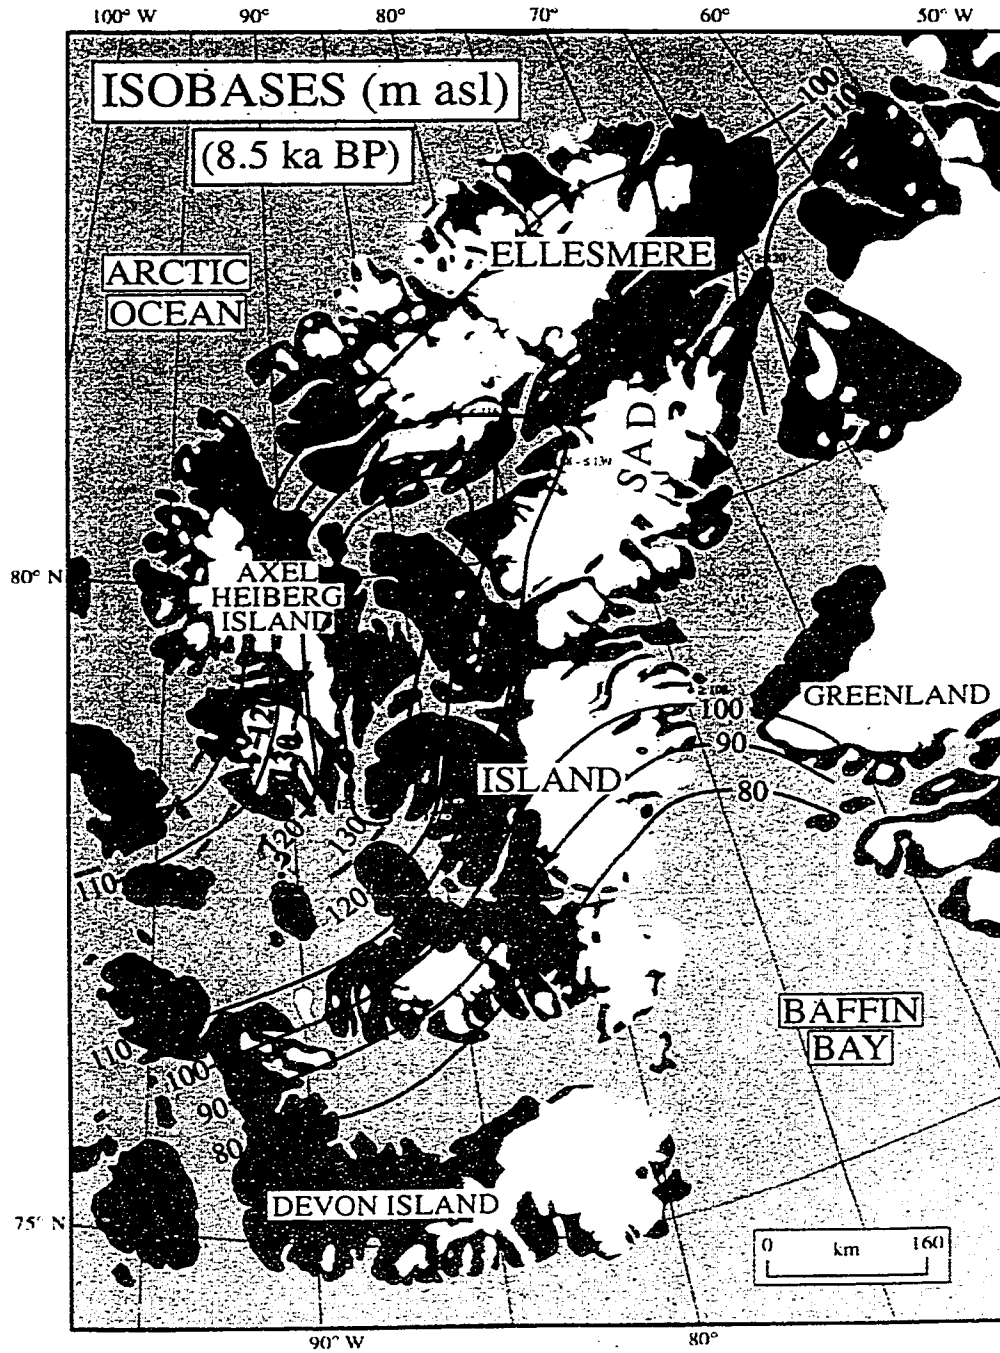 100° W 90° 80° 70° 60° 50° W
ISOBASES (m asl)
(8.5 ka BP)
100
110
ARCTIC
OCEAN
ELLESMERE
SAD
80° N
AXEL
HEIBERG
ISLAND
GREENLAND
100
90
80
ISLAND
120
130
120
?
130
120
110
110
100
90
80
BAFFIN
BAY
DEVON ISLAND
75° N
0 km 160
90° W 80°